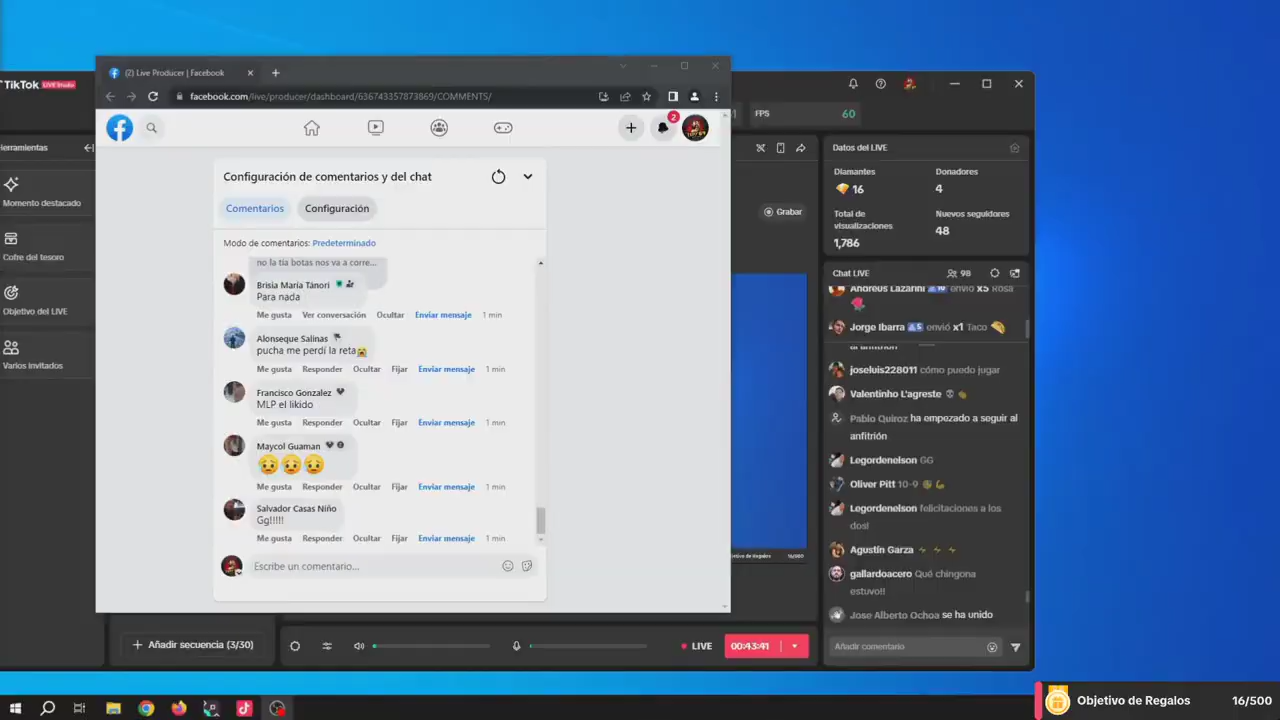 (2) Live Producer | Facebook
facebook.com/live/producer/dashboard/636743357873869/COMMENTS/
TikTok LIVE Studio
FPS 60
Herramientas
Momento destacado
Cofre del tesoro
Objetivo del LIVE
Varios invitados
2
Configuración de comentarios y del chat
Comentarios Configuración
Modo de comentarios: Predeterminado
no la tia botas nos va a corre...
Brisia Maria Tánori
Para nada
Me gusta Ver conversación Ocultar Enviar mensaje 1 min
Alonseque Salinas
pucha me perdí la reta😭
Me gusta Responder Ocultar Fijar Enviar mensaje 1 min
Francisco Gonzalez
MLP el likido
Me gusta Responder Ocultar Fijar Enviar mensaje 1 min
Maycol Guaman
😥😥😥
Me gusta Responder Ocultar Fijar Enviar mensaje 1 min
Salvador Casas Niño
Gg!!!!!
Me gusta Responder Ocultar Fijar Enviar mensaje 1 min
Escribe un comentario...
Grabar
16/500
Añadir secuencia (3/30)
LIVE 00:43:41
Datos del LIVE
Diamantes Donadores
16 4
Total de visualizaciones Nuevos seguidores
1,786 48
Chat LIVE 98
Andreus Lazarini 10 envió x5 Rosa
🌹
Jorge Ibarra 5 envió x1 Taco 🌮
al anfitrión
joseluis228011 cómo puedo jugar
Valentinho L'agreste
Pablo Quiroz ha empezado a seguir al
anfitrión
Legordenelson GG
Oliver Pitt 10-9
Legordenelson felicitaciones a los
dos!
Agustín Garza
gallardoacero Qué chingona
estuvo!!
Jose Alberto Ochoa se ha unido
Añadir comentario
Objetivo de Regalos 16/500